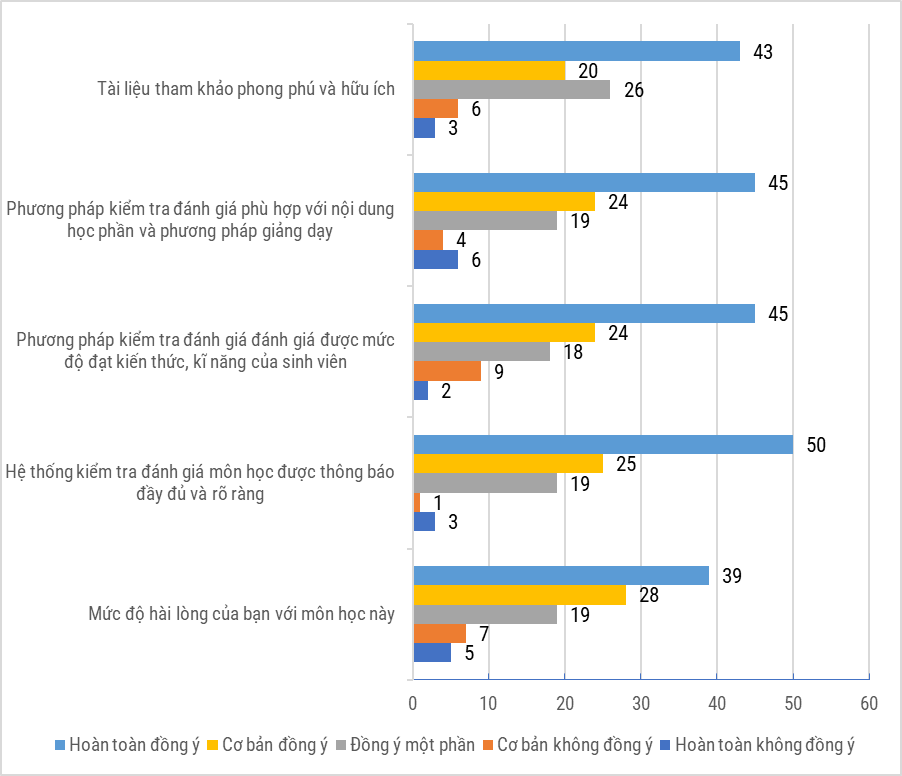 43
20
Tài liệu tham khảo phong phú và hữu ích
26
6
3
45
24
Phương pháp kiểm tra đánh giá phù hợp với nội dung
học phần và phương pháp giảng dạy
19
4
6
45
24
Phương pháp kiểm tra đánh giá đánh giá được mức
độ đạt kiến thức, kĩ năng của sinh viên
18
9
2
50
25
Hệ thống kiểm tra đánh giá môn học được thông báo
đầy đủ và rõ ràng
19
1
3
39
28
Mức độ hài lòng của bạn với môn học này
19
7
5
0 10 20 30 40 50 60
Hoàn toàn đồng ý Cơ bản đồng ý Đồng ý một phần Cơ bản không đồng ý Hoàn toàn không đồng ý